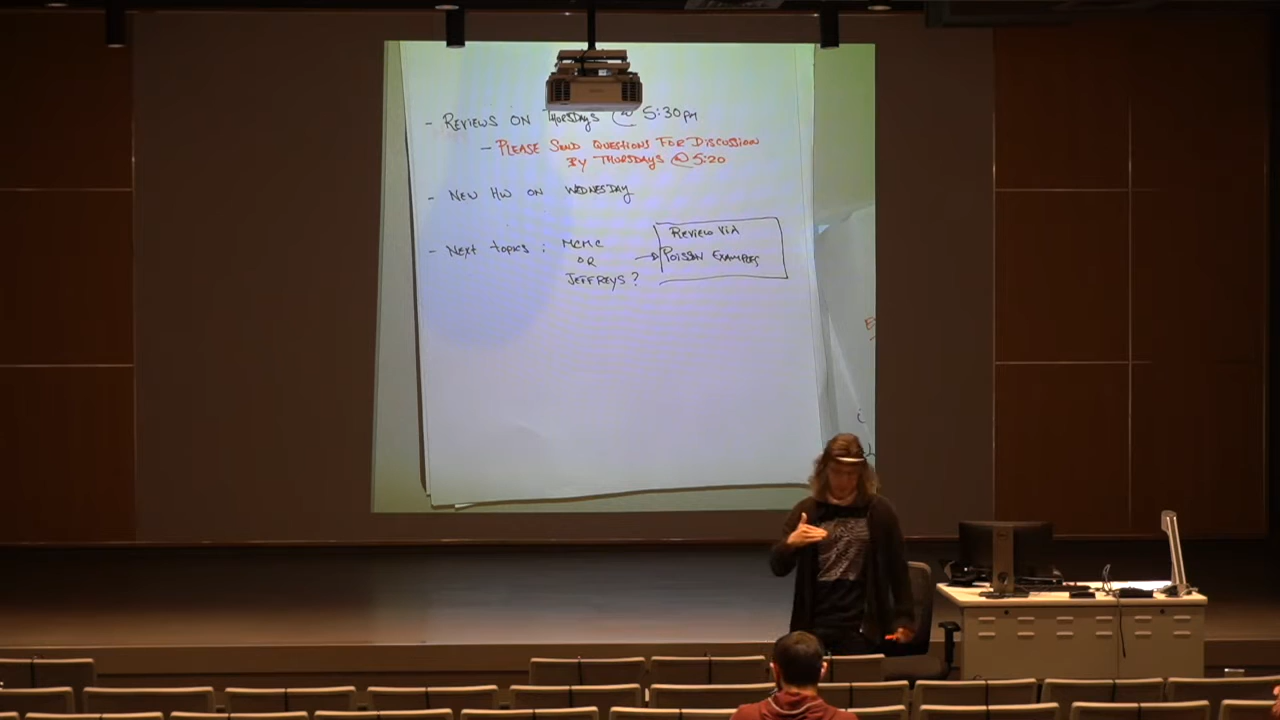 - REVIEWS ON THURSDAYS @ 5:30PM
- PLEASE SEND QUESTIONS FOR DISCUSSION
BY THURSDAYS @ 5:20
- NEW HW ON WEDNESDAY
- NEXT TOPICS : MCMC
OR
JEFFREYS?
REVIEW VIA
→ POISSON EXAMPLES